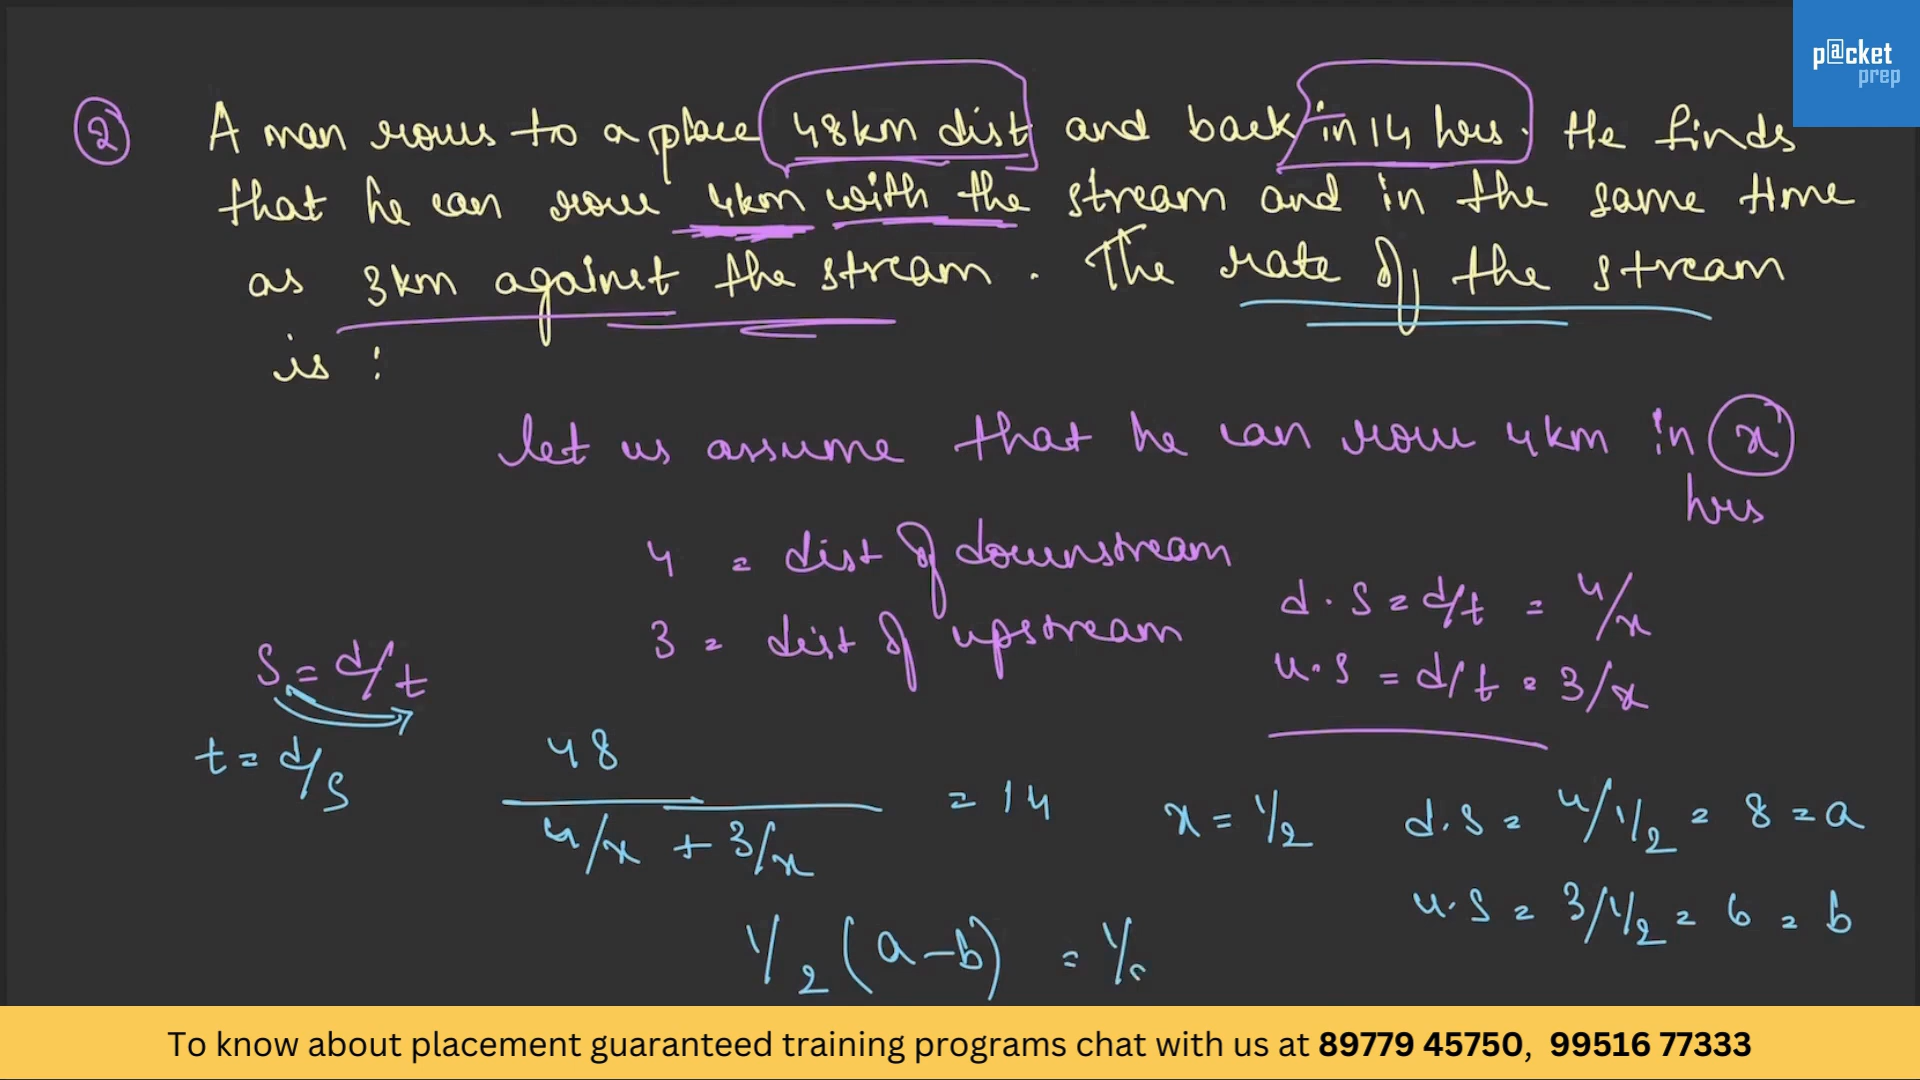 p@cket
prep
② A man rows to a place 48km dist and back in 14 hrs. He finds
that he can row 4km with the stream and in the same time
as 3km against the stream. The rate of the stream
is :
let us assume that he can row 4km in x
hrs
4 = dist of downstream
3 = dist of upstream
d.S = d/t = 4/x
u.S = d/t = 3/x
S = d/t
t = d/S
48
4/x + 3/x
= 14
x = 1/2
d.S = 4/1/2 = 8 = a
u.S = 3/1/2 = 6 = b
1/2 (a-b) = 1/
To know about placement guaranteed training programs chat with us at 89779 45750, 99516 77333